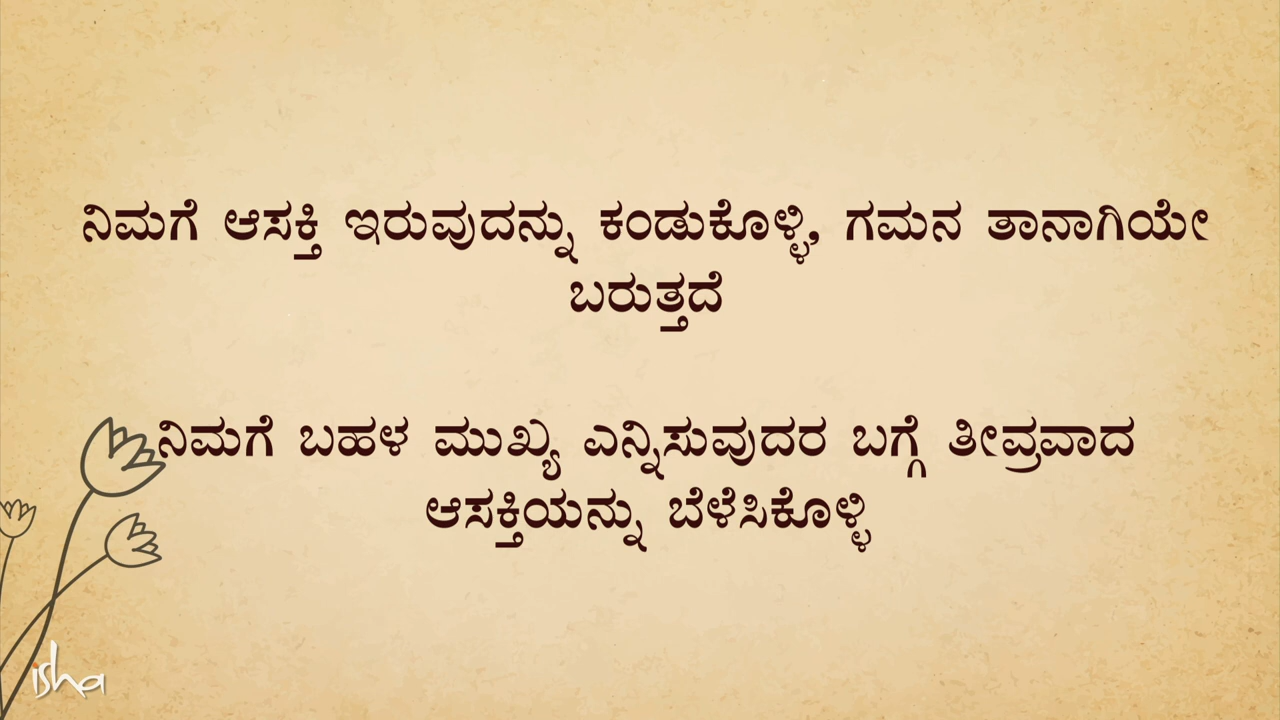 ನಿಮಗೆ ಆಸಕ್ತಿ ಇರುವುದನ್ನು ಕಂಡುಕೊಳ್ಳಿ, ಗಮನ ತಾನಾಗಿಯೇ
ಬರುತ್ತದೆ
ನಿಮಗೆ ಬಹಳ ಮುಖ್ಯ ಎನ್ನಿಸುವುದರ ಬಗ್ಗೆ ತೀವ್ರವಾದ
ಆಸಕ್ತಿಯನ್ನು ಬೆಳೆಸಿಕೊಳ್ಳಿ
isha